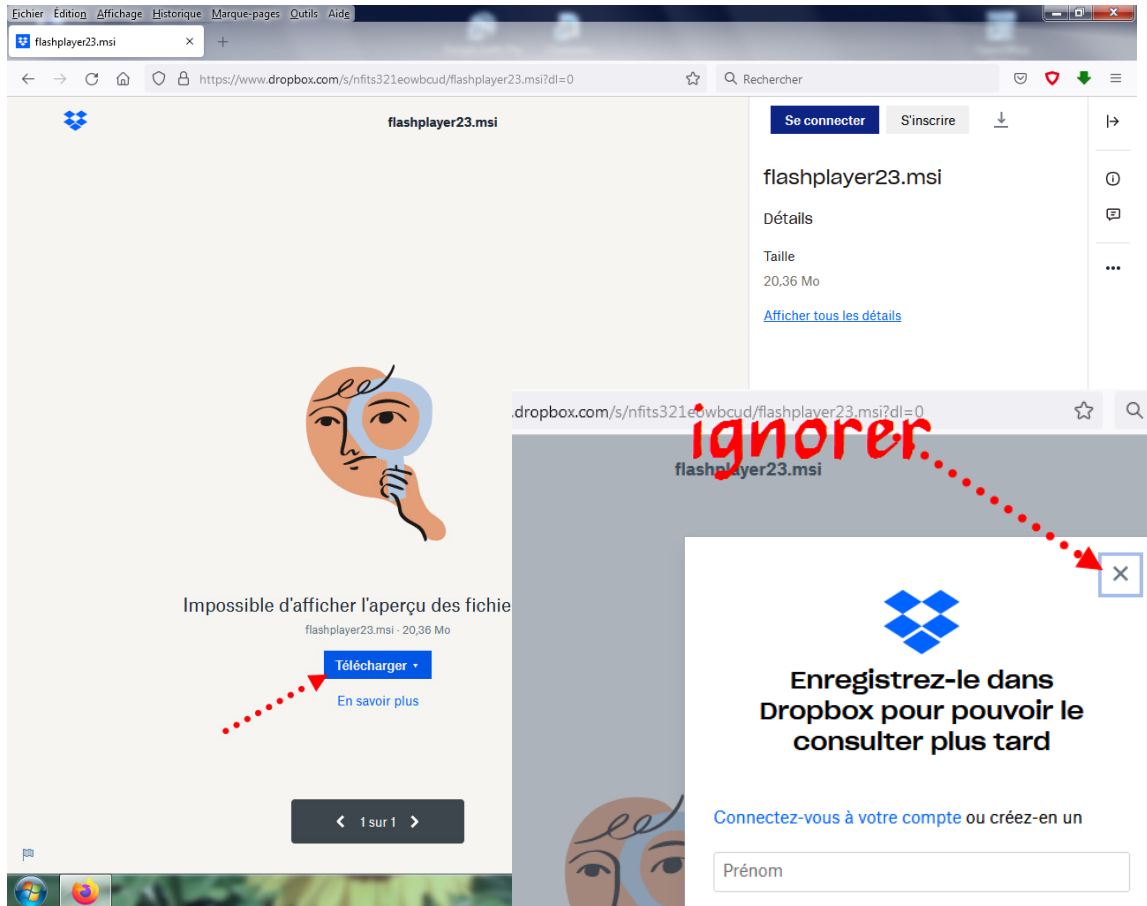 Fichier Édition Affichage Historique Marque-pages Outils Aide
flashplayer23.msi
https://www.dropbox.com/s/nfits321eowbcud/flashplayer23.msi?dl=0
Rechercher
flashplayer23.msi
Se connecter S'inscrire
flashplayer23.msi
Détails
Taille
20,36 Mo
Afficher tous les détails
Impossible d'afficher l'aperçu des fichie
flashplayer23.msi - 20,36 Mo
Télécharger
En savoir plus
1 sur 1
.dropbox.com/s/nfits321eowbcud/flashplayer23.msi?dl=0
ignorer
flashplayer23.msi
Enregistrez-le dans
Dropbox pour pouvoir le
consulter plus tard
Connectez-vous à votre compte ou créez-en un
Prénom